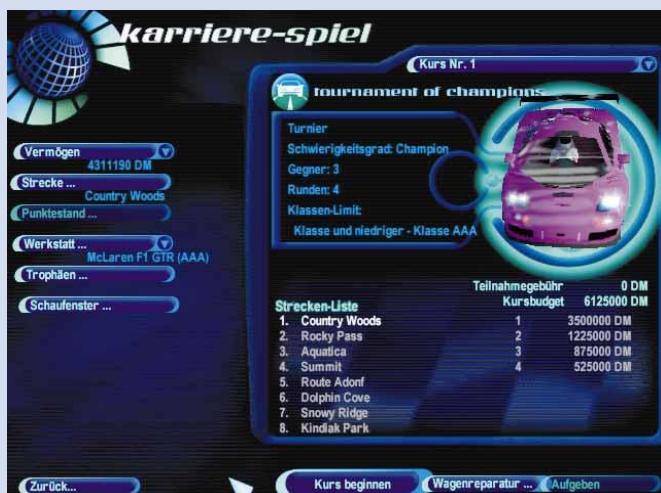 karriere-spiel
Kurs Nr. 1
tournament of champions
Turnier
Schwierigkeitsgrad: Champion
Gegner: 3
Runden: 4
Klassen-Limit:
Klasse und niedriger - Klasse AAA
Vermögen
4311190 DM
Strecke ...
Country Woods
Punktestand ...
Werkstatt ...
McLaren F1 GTR (AAA)
Trophäen ...
Schaufenster ...
Teilnahmegebühr 0 DM
Kursbudget 6125000 DM
Strecken-Liste
1. Country Woods 1 3500000 DM
2. Rocky Pass 2 1225000 DM
3. Aquatica 3 875000 DM
4. Summit 4 525000 DM
5. Route Adonf
6. Dolphin Cove
7. Snowy Ridge
8. Kindiak Park
Zurück...
Kurs beginnen
Wagenreparatur ...
Aufgeben